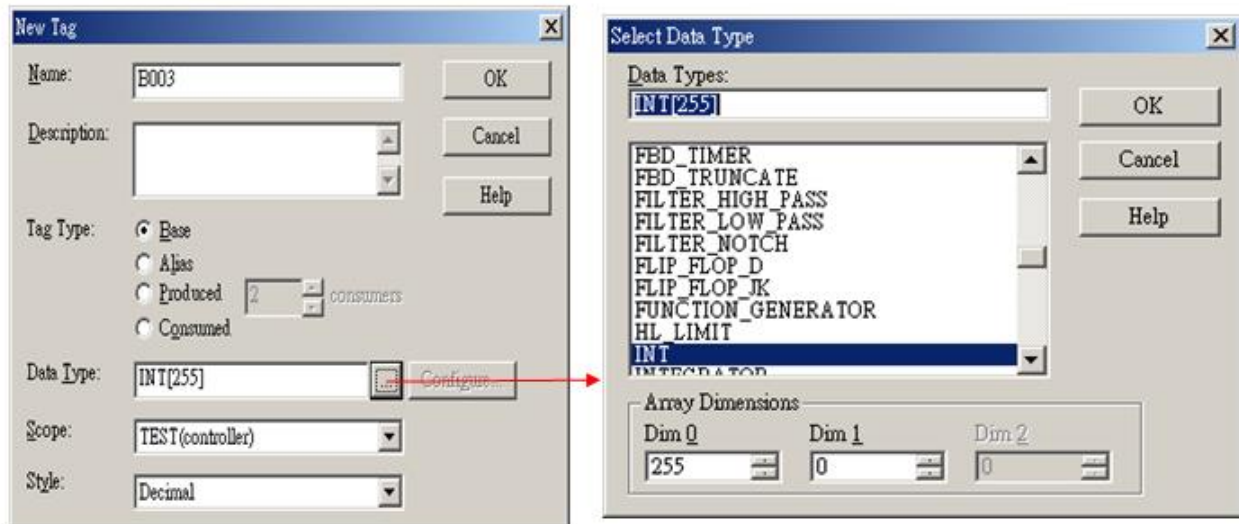 New Tag
Name:
B003
OK
Description:
Cancel
Help
Tag Type:
Base
Alias
Produced
2
consumers
Consumed
Data Type:
INT[255]
...
Configure...
Scope:
TEST(controller)
Style:
Decimal
Select Data Type
Data Types:
INT[255]
OK
FBD_TIMER
Cancel
FBD_TRUNCATE
FILTER_HIGH_PASS
Help
FILTER_LOW_PASS
FILTER_NOTCH
FLIP_FLOP_D
FLIP_FLOP_JK
FUNCTION_GENERATOR
HL_LIMIT
INT
INTEGRATOR
Array Dimensions
Dim 0 Dim 1 Dim 2
255 0 0